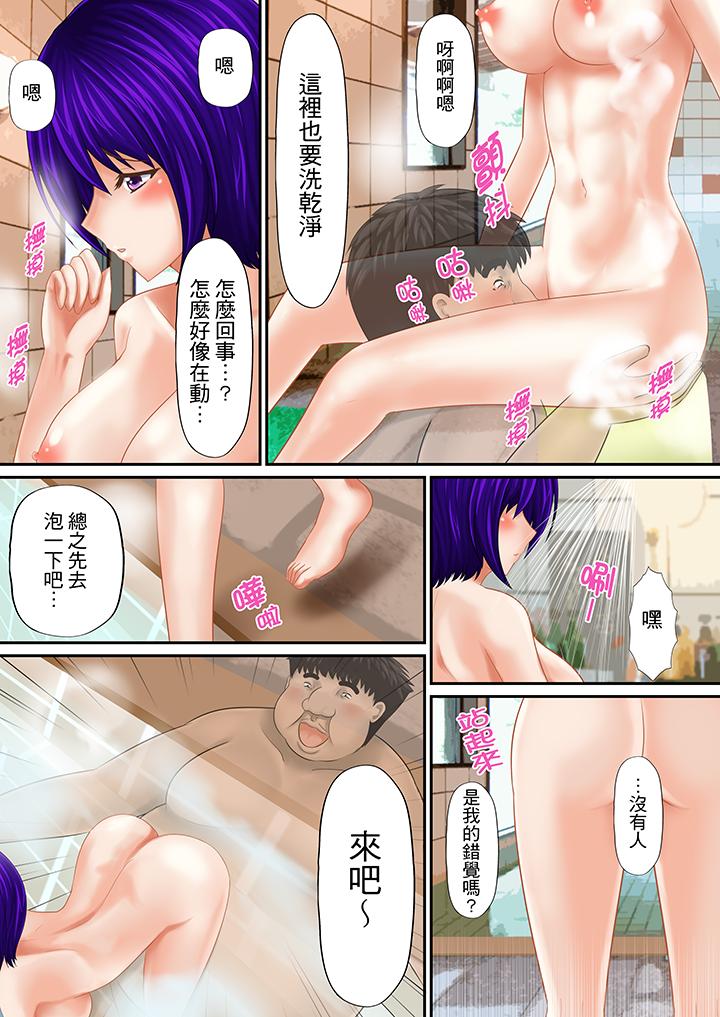 呀啊啊嗯
這裡也要洗乾淨
顫抖
咕啾
咕啾
撫摸
撫摸
嗯
嗯
怎麼回事…？
怎麼好像在動…
撫摸
撫摸
唰—
嘿
總之先去
泡一下吧…
嘩啦
站起來
…沒有人
是我的錯覺嗎？
來吧～